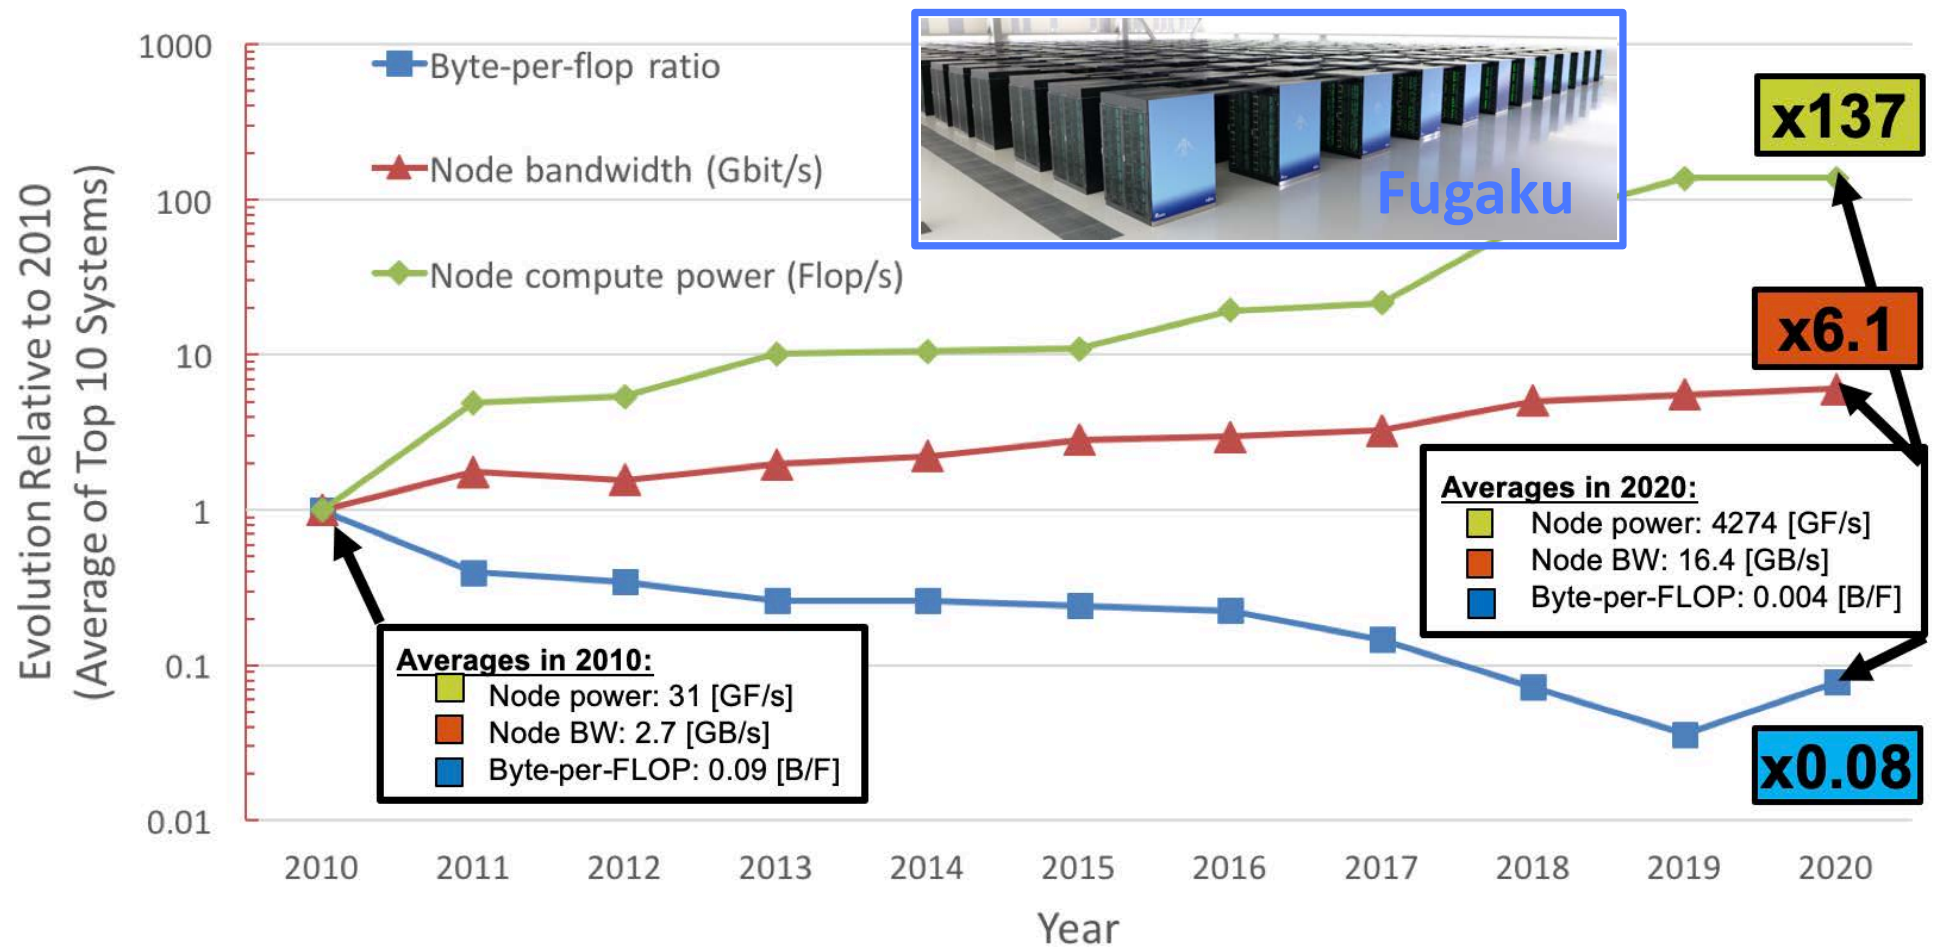 1000
100
10
1
0.1
0.01
Evolution Relative to 2010
(Average of Top 10 Systems)
Byte-per-flop ratio
Node bandwidth (Gbit/s)
Node compute power (Flop/s)
Fugaku
x137
x6.1
x0.08
Averages in 2010:
Node power: 31 [GF/s]
Node BW: 2.7 [GB/s]
Byte-per-FLOP: 0.09 [B/F]
Averages in 2020:
Node power: 4274 [GF/s]
Node BW: 16.4 [GB/s]
Byte-per-FLOP: 0.004 [B/F]
2010 2011 2012 2013 2014 2015 2016 2017 2018 2019 2020
Year